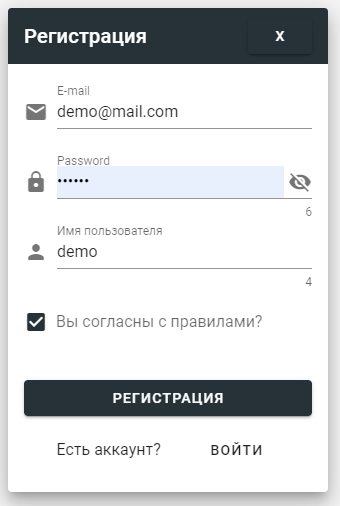 Регистрация X
E-mail
demo@mail.com
Password
••••••
6
Имя пользователя
demo
4
Вы согласны с правилами?
РЕГИСТРАЦИЯ
Есть аккаунт? ВОЙТИ